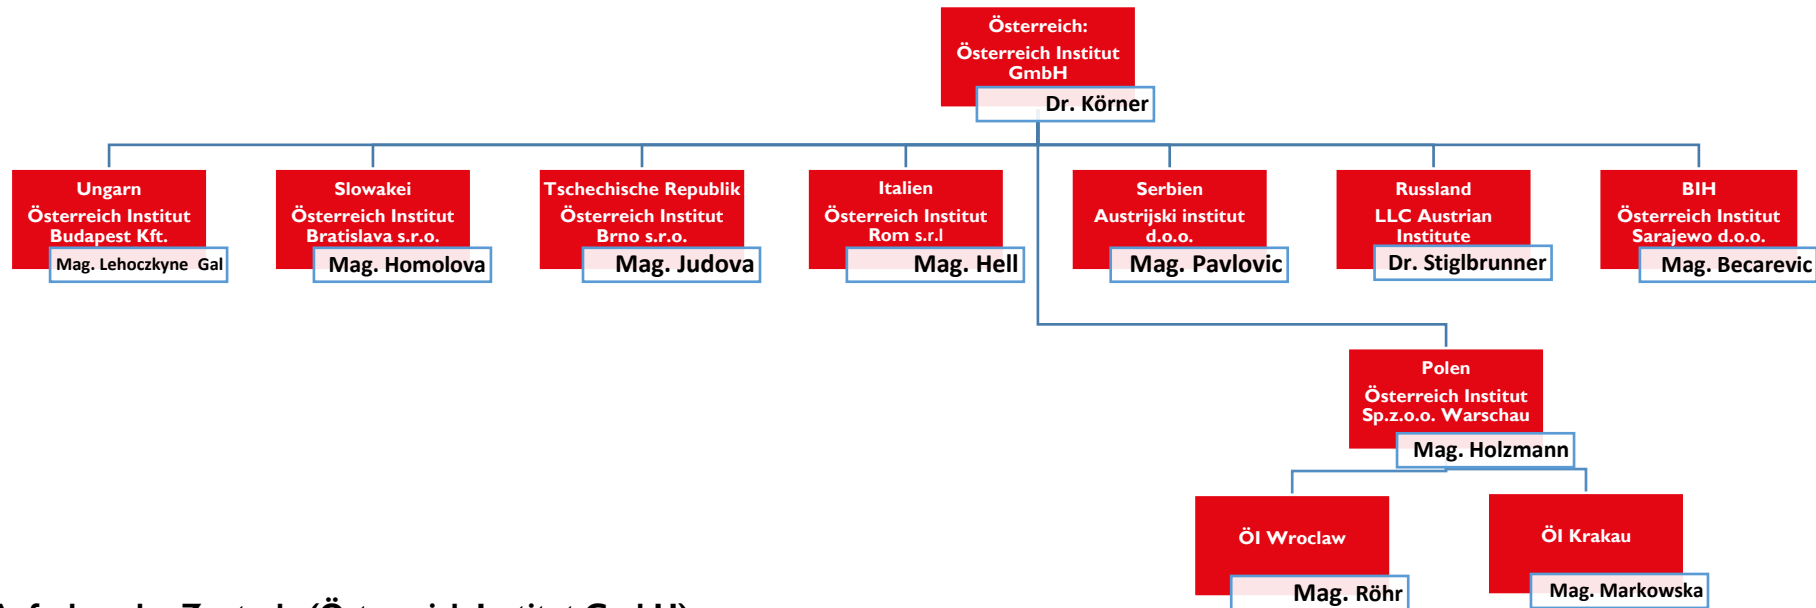 Österreich:
Österreich Institut
GmbH
Dr. Körner
Ungarn
Österreich Institut
Budapest Kft.
Mag. Lehoczkyne Gal
Slowakei
Österreich Institut
Bratislava s.r.o.
Mag. Homolova
Tschechische Republik
Österreich Institut
Brno s.r.o.
Mag. Judova
Italien
Österreich Institut
Rom s.r.l
Mag. Hell
Serbien
Austrijski institut
d.o.o.
Mag. Pavlovic
Russland
LLC Austrian
Institute
Dr. Stiglbrunner
BIH
Österreich Institut
Sarajewo d.o.o.
Mag. Becarevic
Polen
Österreich Institut
Sp.z.o.o. Warschau
Mag. Holzmann
ÖI Wroclaw
Mag. Röhr
ÖI Krakau
Mag. Markowska